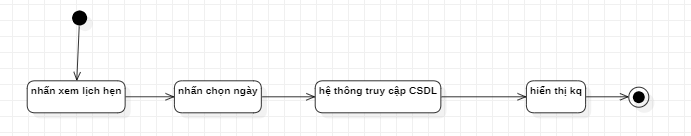 nhấn xem lịch hẹn
nhấn chọn ngày
hệ thông truy cập CSDL
hiển thị kq